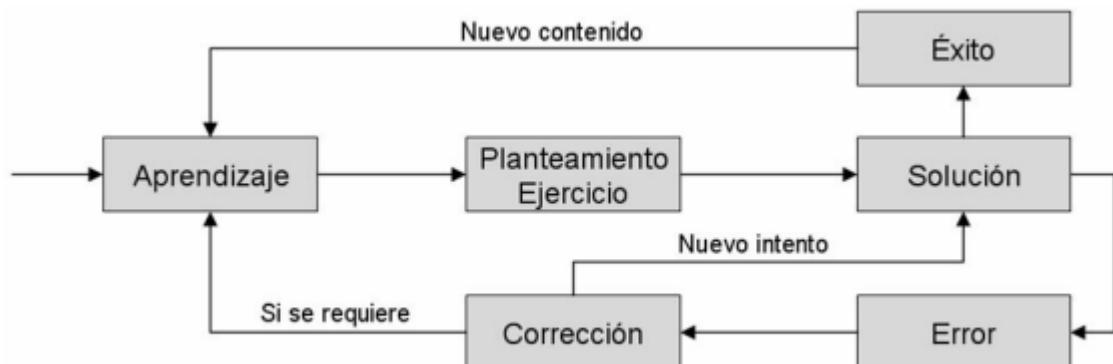 Nuevo contenido
Éxito
Aprendizaje
Planteamiento
Ejercicio
Solución
Nuevo intento
Si se requiere
Corrección
Error